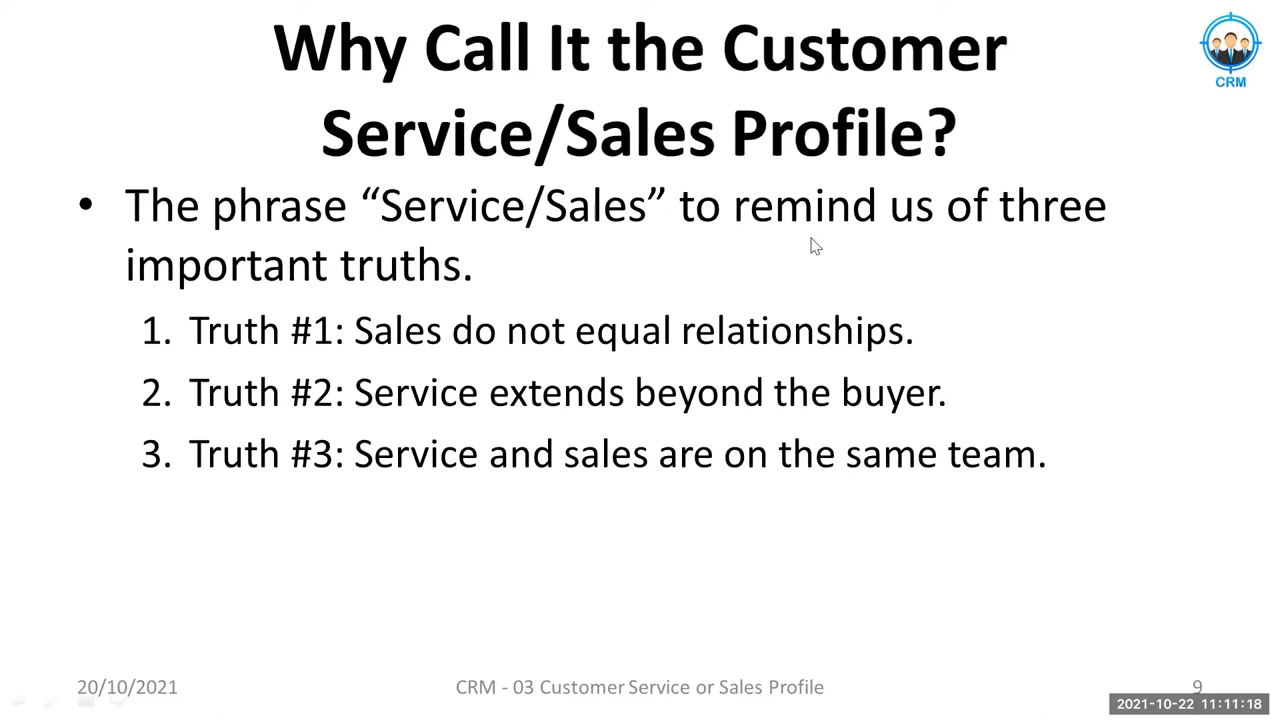 Why Call It the Customer
Service/Sales Profile?
CRM
• The phrase “Service/Sales” to remind us of three
important truths.
1. Truth #1: Sales do not equal relationships.
2. Truth #2: Service extends beyond the buyer.
3. Truth #3: Service and sales are on the same team.
20/10/2021
CRM - 03 Customer Service or Sales Profile
9
2021-10-22 11:11:18